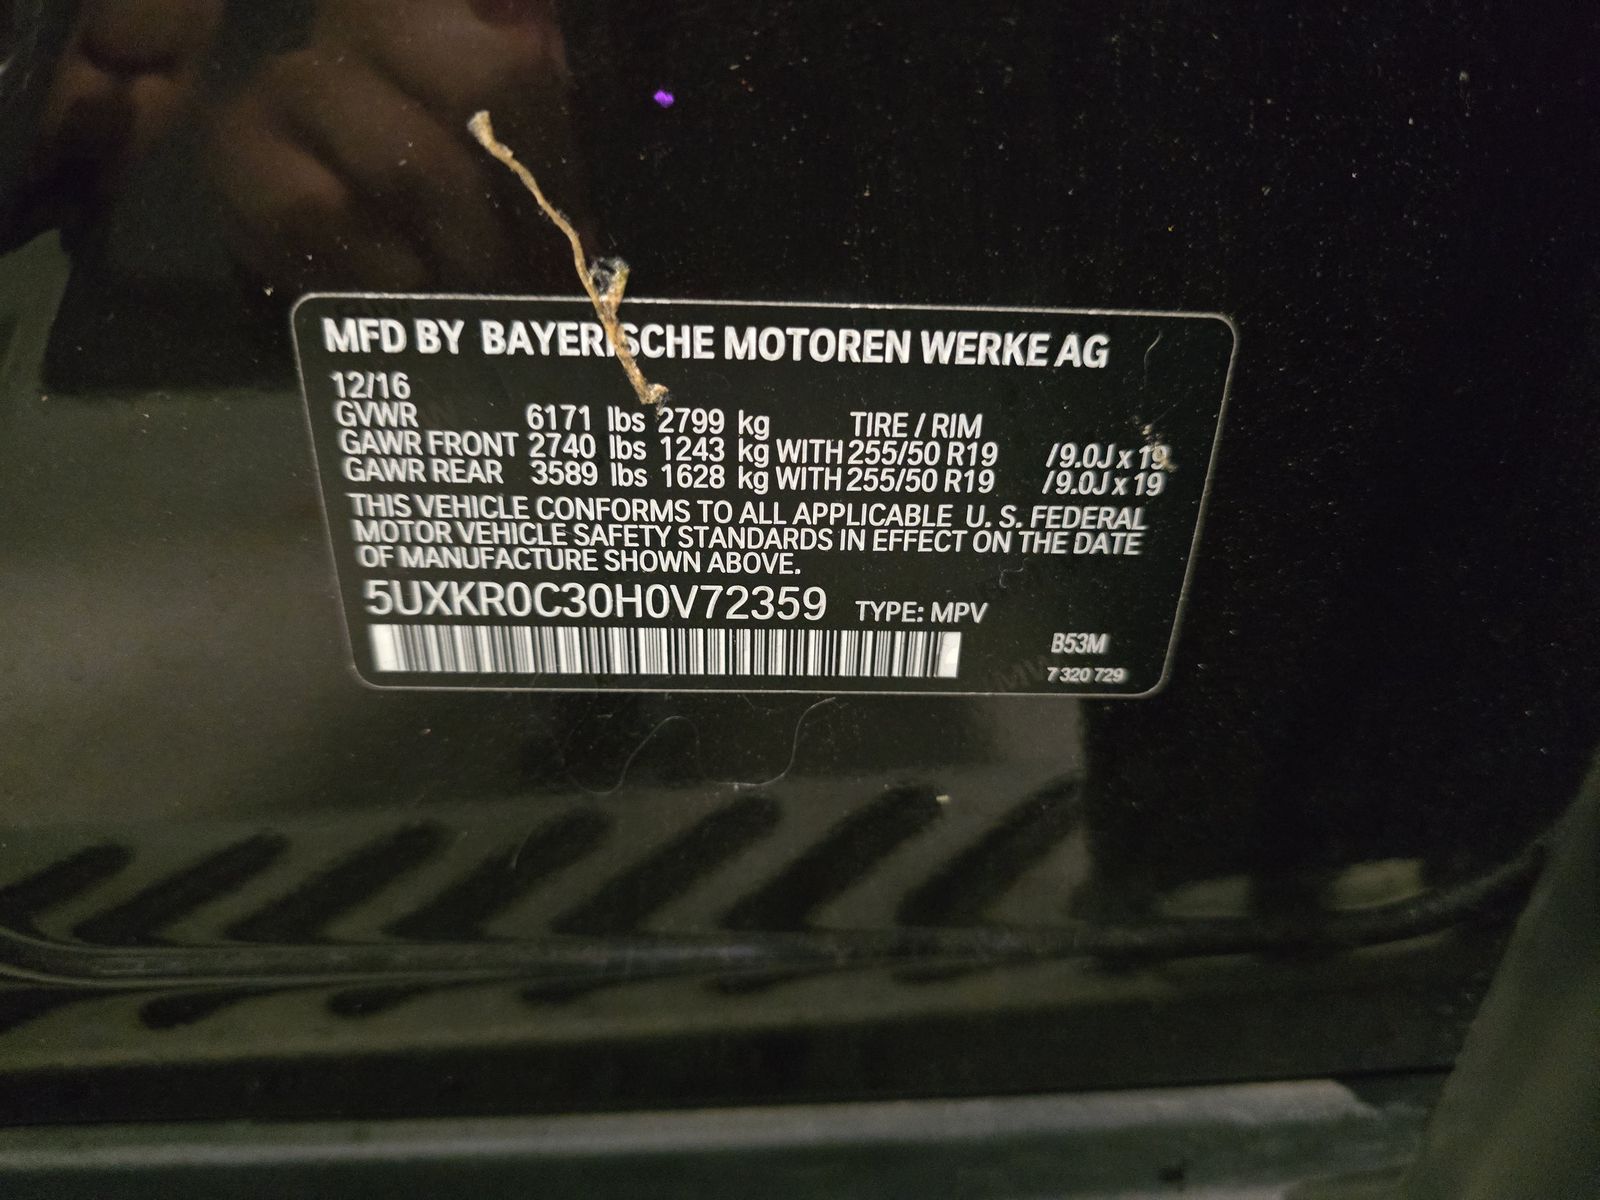 MFD BY BAYERISCHE MOTOREN WERKE AG
12/16
GVWR 6171 lbs 2799 kg TIRE / RIM
GAWR FRONT 2740 lbs 1243 kg WITH 255/50 R19 /9.0J x 19
GAWR REAR 3589 lbs 1628 kg WITH 255/50 R19 /9.0J x 19
THIS VEHICLE CONFORMS TO ALL APPLICABLE U. S. FEDERAL
MOTOR VEHICLE SAFETY STANDARDS IN EFFECT ON THE DATE
OF MANUFACTURE SHOWN ABOVE.
5UXKR0C30H0V72359 TYPE: MPV
B53M
7 320 729